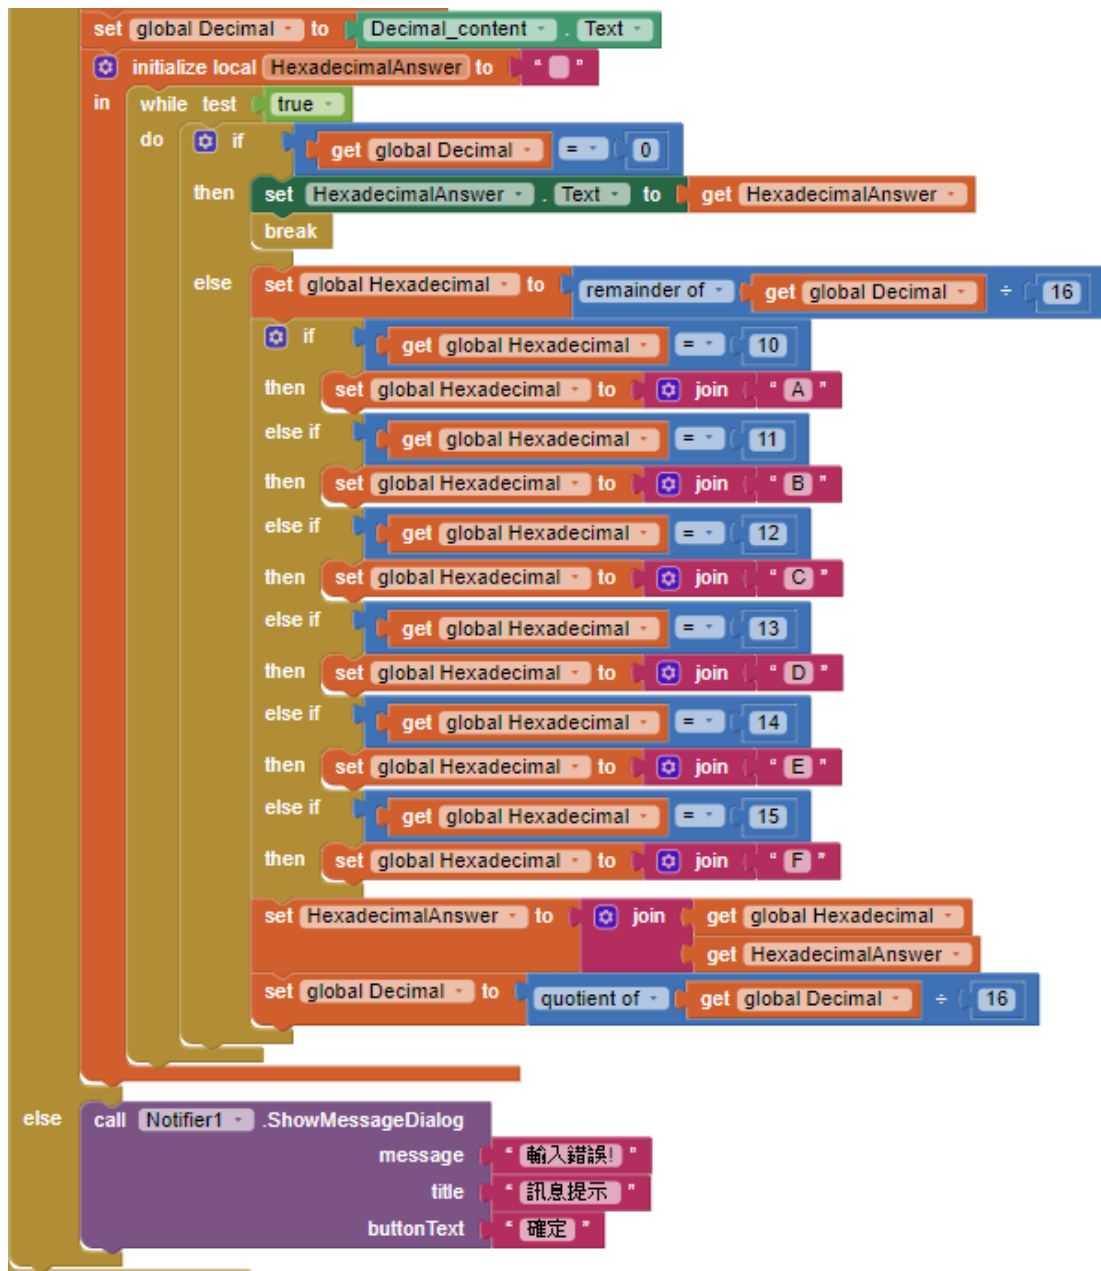 set global Decimal to Decimal_content . Text
initialize local HexadecimalAnswer to " "
in while test true
do if get global Decimal = 0
then set HexadecimalAnswer . Text to get HexadecimalAnswer
break
else set global Hexadecimal to remainder of get global Decimal ÷ 16
if get global Hexadecimal = 10
then set global Hexadecimal to join " A "
else if get global Hexadecimal = 11
then set global Hexadecimal to join " B "
else if get global Hexadecimal = 12
then set global Hexadecimal to join " C "
else if get global Hexadecimal = 13
then set global Hexadecimal to join " D "
else if get global Hexadecimal = 14
then set global Hexadecimal to join " E "
else if get global Hexadecimal = 15
then set global Hexadecimal to join " F "
set HexadecimalAnswer to join get global Hexadecimal
get HexadecimalAnswer
set global Decimal to quotient of get global Decimal ÷ 16
else call Notifier1 .ShowMessageDialog
message " 輸入錯誤! "
title " 訊息提示 "
buttonText " 確定 "